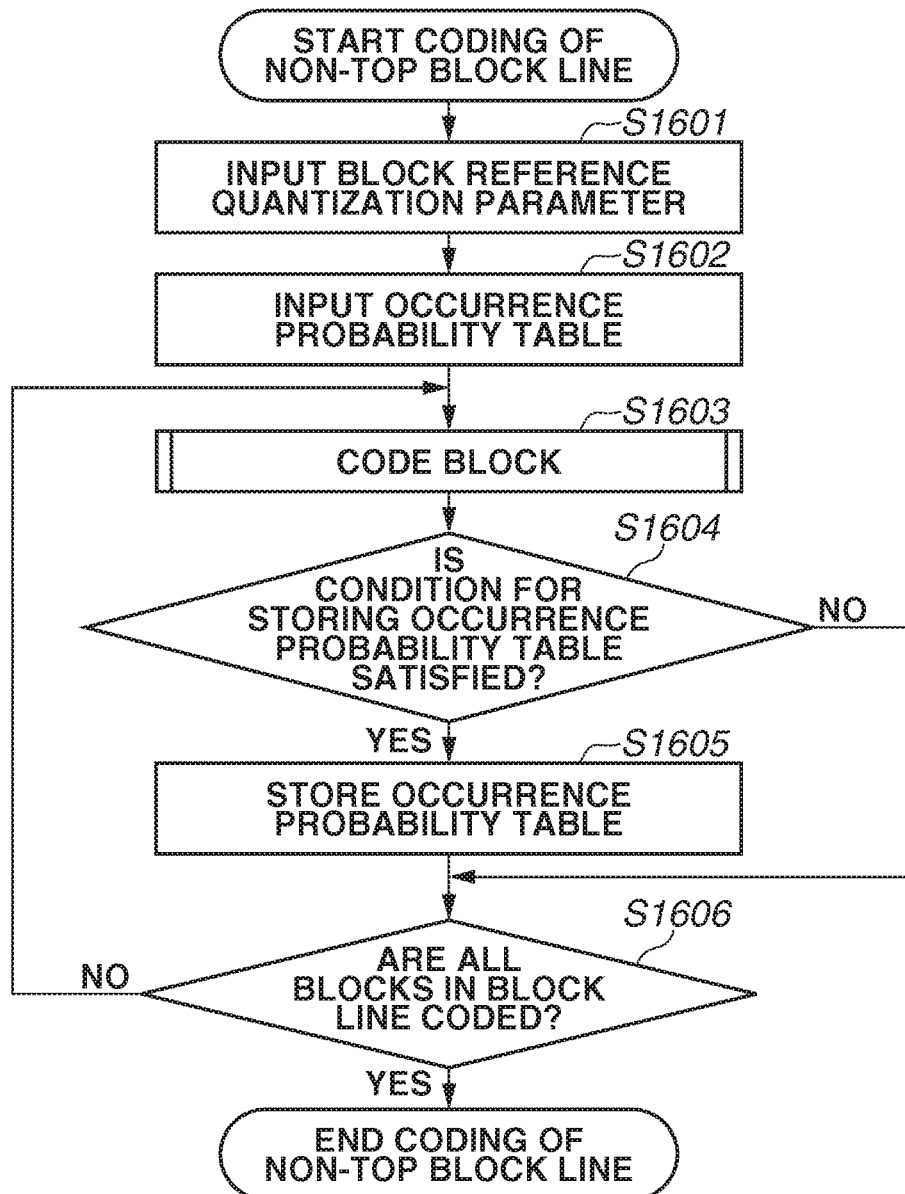 START CODING OF
NON-TOP BLOCK LINE
S1601
INPUT BLOCK REFERENCE
QUANTIZATION PARAMETER
S1602
INPUT OCCURRENCE
PROBABILITY TABLE
S1603
CODE BLOCK
S1604
IS
CONDITION FOR
STORING OCCURRENCE
PROBABILITY TABLE
SATISFIED?
NO
YES
S1605
STORE OCCURRENCE
PROBABILITY TABLE
S1606
ARE ALL
BLOCKS IN BLOCK
LINE CODED?
NO
YES
END CODING OF
NON-TOP BLOCK LINE